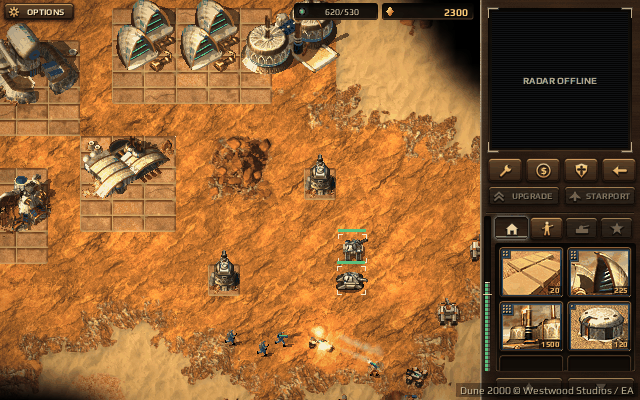 OPTIONS
620/530
2300
RADAR OFFLINE
UPGRADE
STARPORT
20
225
1500
120
Dune 2000 © Westwood Studios / EA